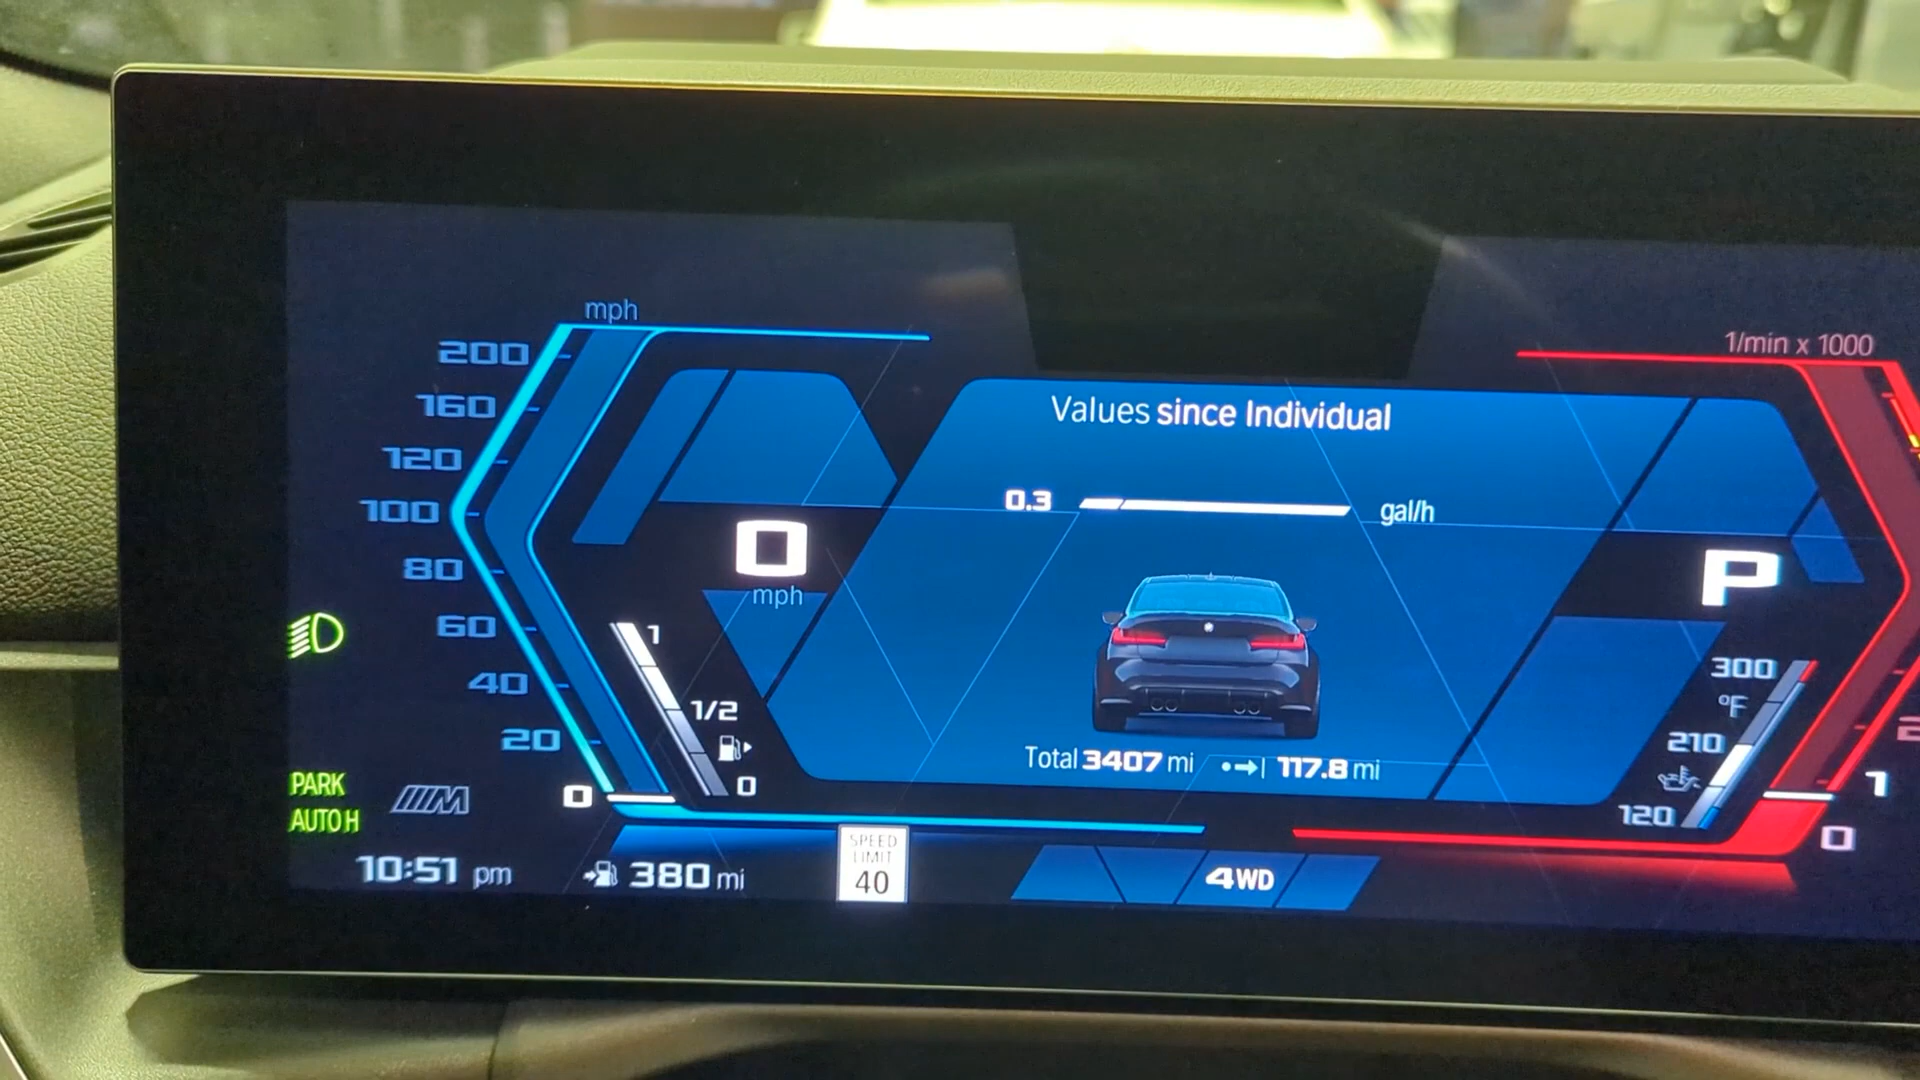 mph
1/min x 1000
200
160
120
100
80
60
40
20
0
Values since Individual
0.3 gal/h
0
mph
P
1
1/2
0
300
°F
210
120
Total 3407 mi 117.8 mi
1
0
PARK
AUTO H
M
10:51 pm
380 mi
SPEED
LIMIT
40
4WD